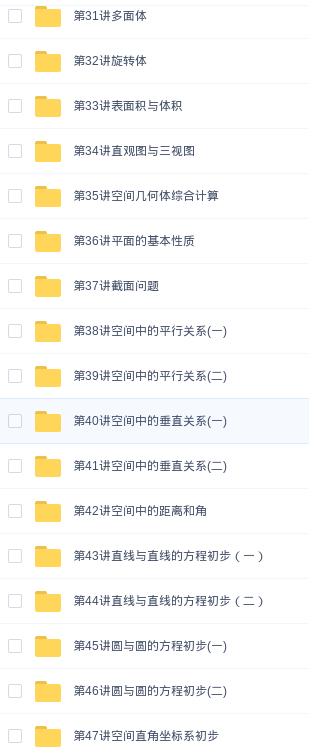 第31讲多面体
第32讲旋转体
第33讲表面积与体积
第34讲直观图与三视图
第35讲空间几何体综合计算
第36讲平面的基本性质
第37讲截面问题
第38讲空间中的平行关系(一)
第39讲空间中的平行关系(二)
第40讲空间中的垂直关系(一)
第41讲空间中的垂直关系(二)
第42讲空间中的距离和角
第43讲直线与直线的方程初步（一）
第44讲直线与直线的方程初步（二）
第45讲圆与圆的方程初步(一)
第46讲圆与圆的方程初步(二)
第47讲空间直角坐标系初步